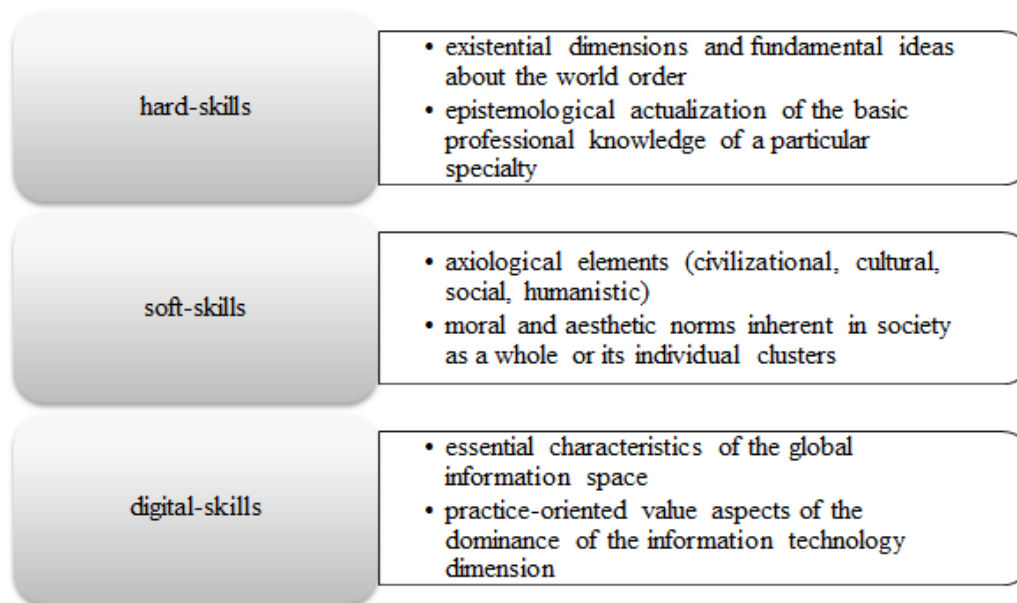 hard-skills
• existential dimensions and fundamental ideas
about the world order
• epistemological actualization of the basic
professional knowledge of a particular
specialty
soft-skills
• axiological elements (civilizational, cultural,
social, humanistic)
• moral and aesthetic norms inherent in society
as a whole or its individual clusters
digital-skills
• essential characteristics of the global
information space
• practice-oriented value aspects of the
dominance of the information technology
dimension